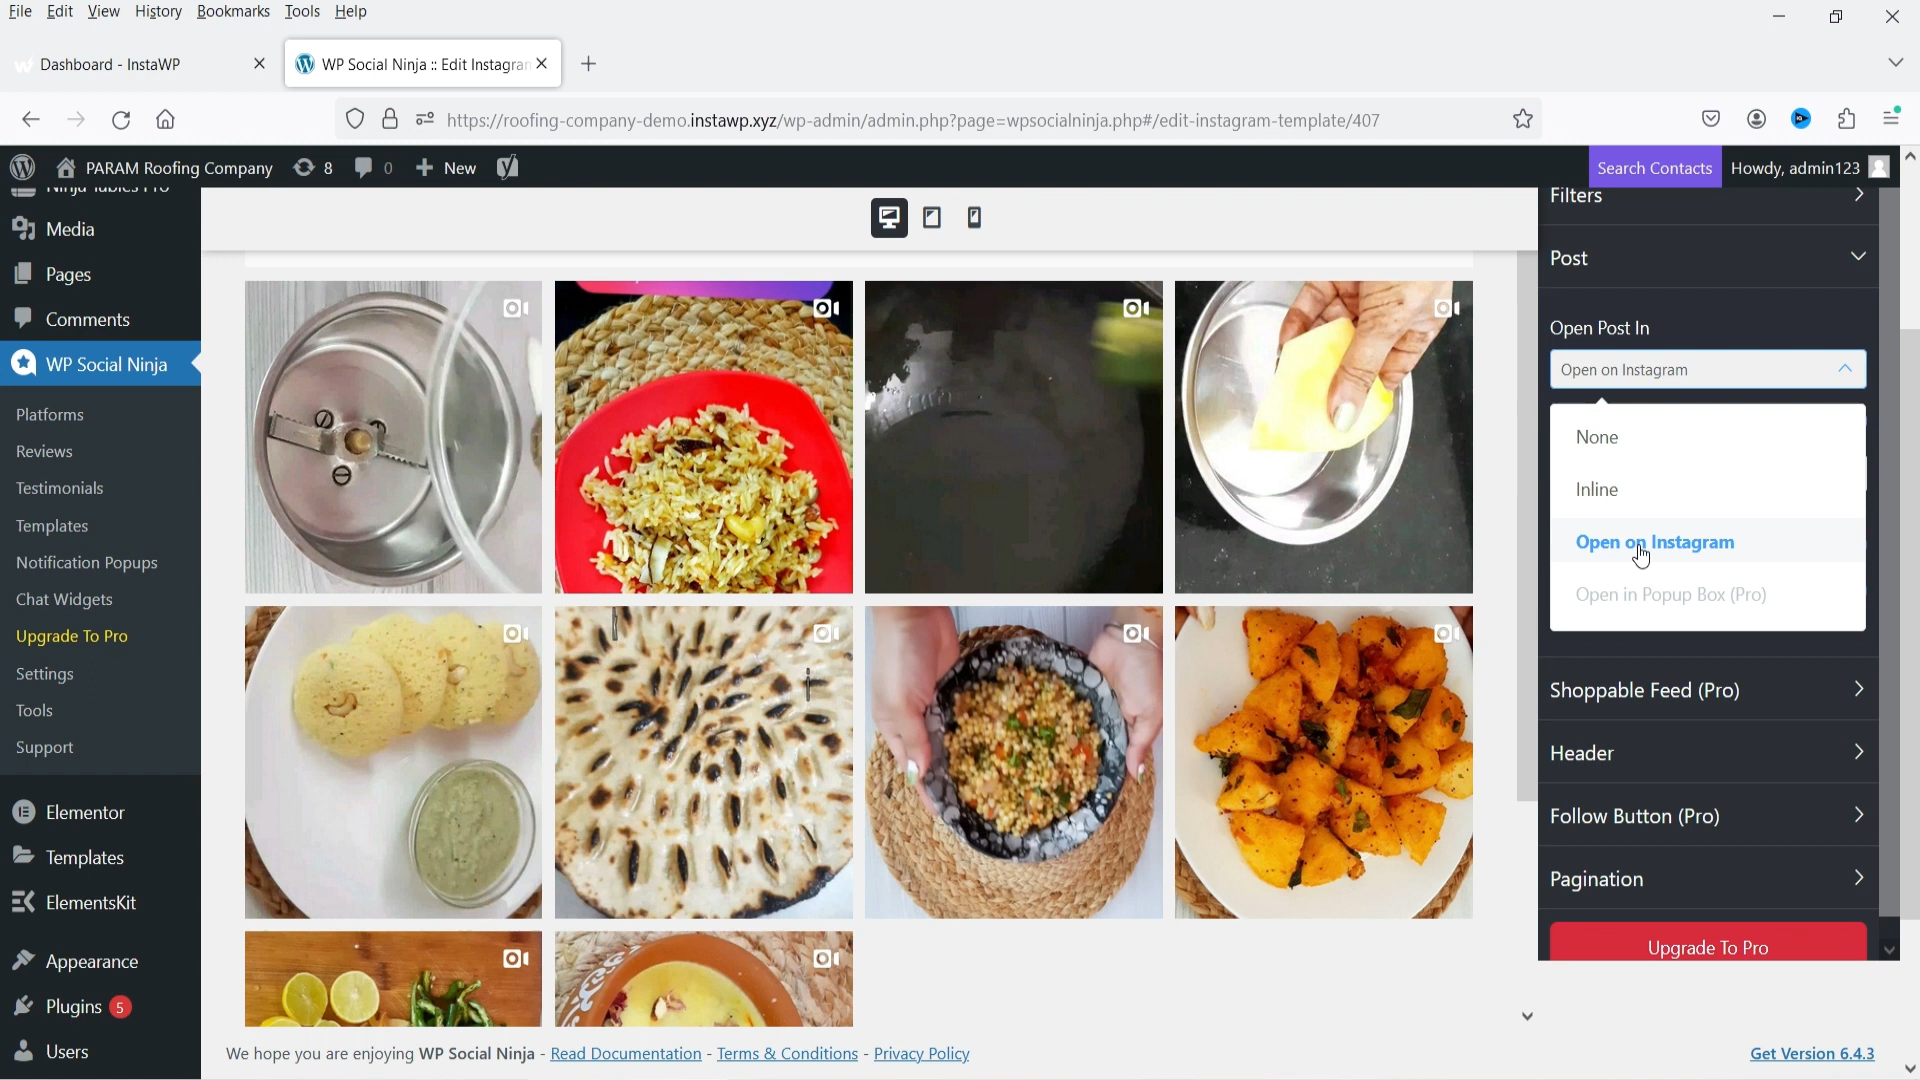 File Edit View History Bookmarks Tools Help
Dashboard - InstaWP
WP Social Ninja :: Edit Instagran
https://roofing-company-demo.instawp.xyz/wp-admin/admin.php?page=wpsocialninja.php#/edit-instagram-template/407
PARAM Roofing Company 8 0 New Search Contacts Howdy, admin123
Ninja Tables Pro
Media
Pages
Comments
WP Social Ninja
Platforms
Reviews
Testimonials
Templates
Notification Popups
Chat Widgets
Upgrade To Pro
Settings
Tools
Support
Elementor
Templates
ElementsKit
Appearance
Plugins 5
Users
Filters
Post
Open Post In
Open on Instagram
None
Inline
Open on Instagram
Open in Popup Box (Pro)
Shoppable Feed (Pro)
Header
Follow Button (Pro)
Pagination
Upgrade To Pro
We hope you are enjoying WP Social Ninja - Read Documentation - Terms & Conditions - Privacy Policy
Get Version 6.4.3